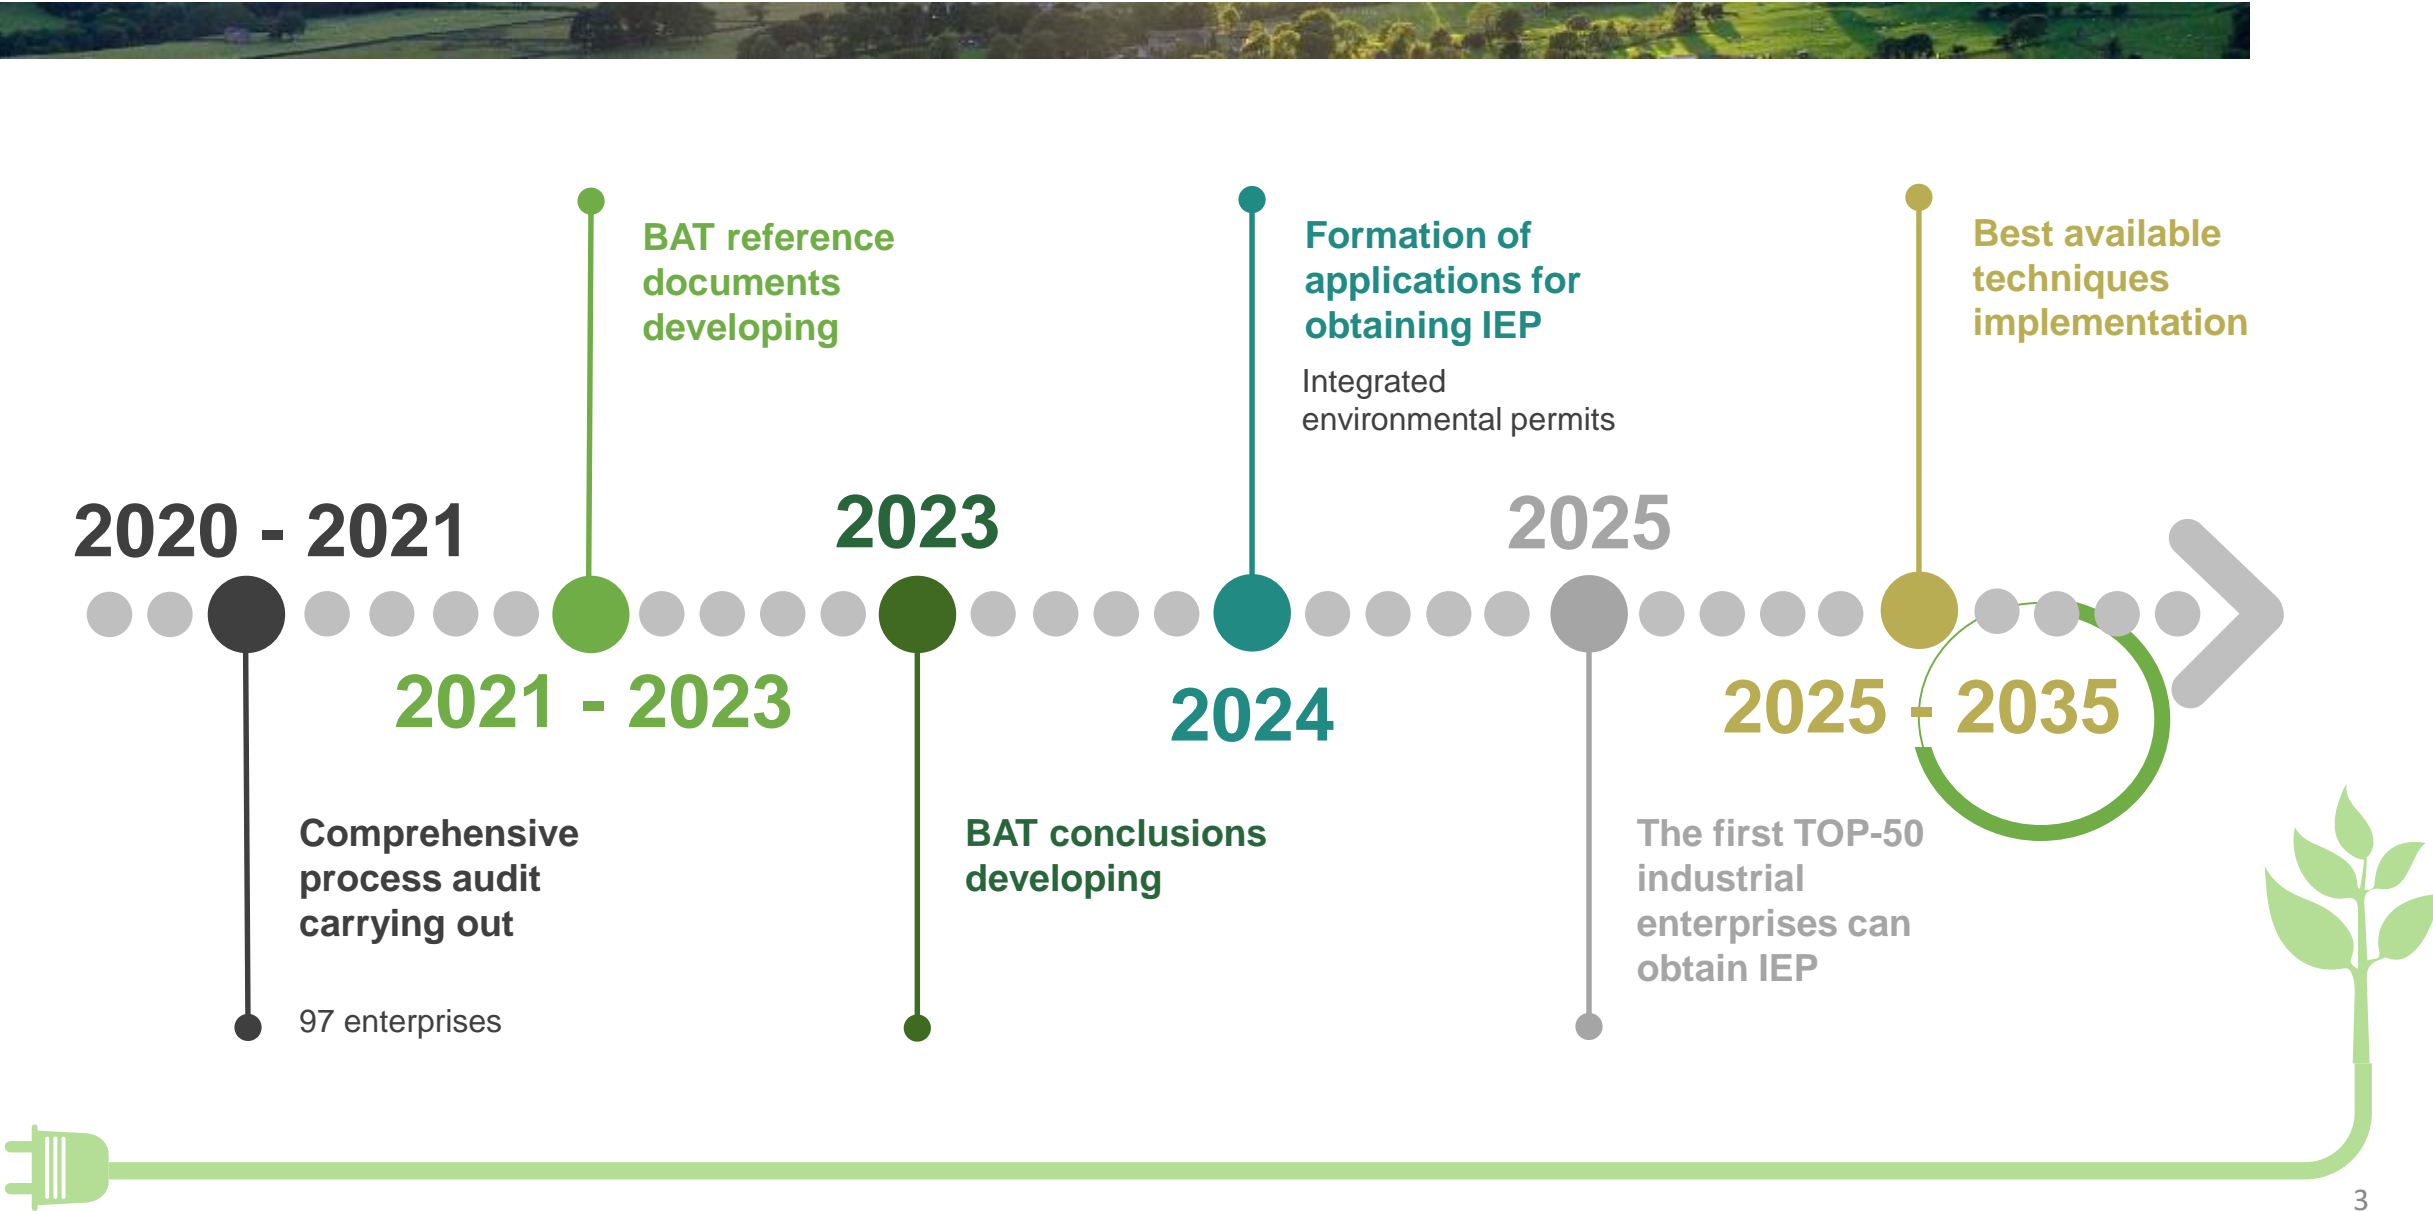 BAT reference
documents
developing
Formation of
applications for
obtaining IEP
Integrated
environmental permits
Best available
techniques
implementation
2020 - 2021
2023
2025
2021 - 2023
2024
2025 - 2035
Comprehensive
process audit
carrying out
97 enterprises
BAT conclusions
developing
The first TOP-50
industrial
enterprises can
obtain IEP
3